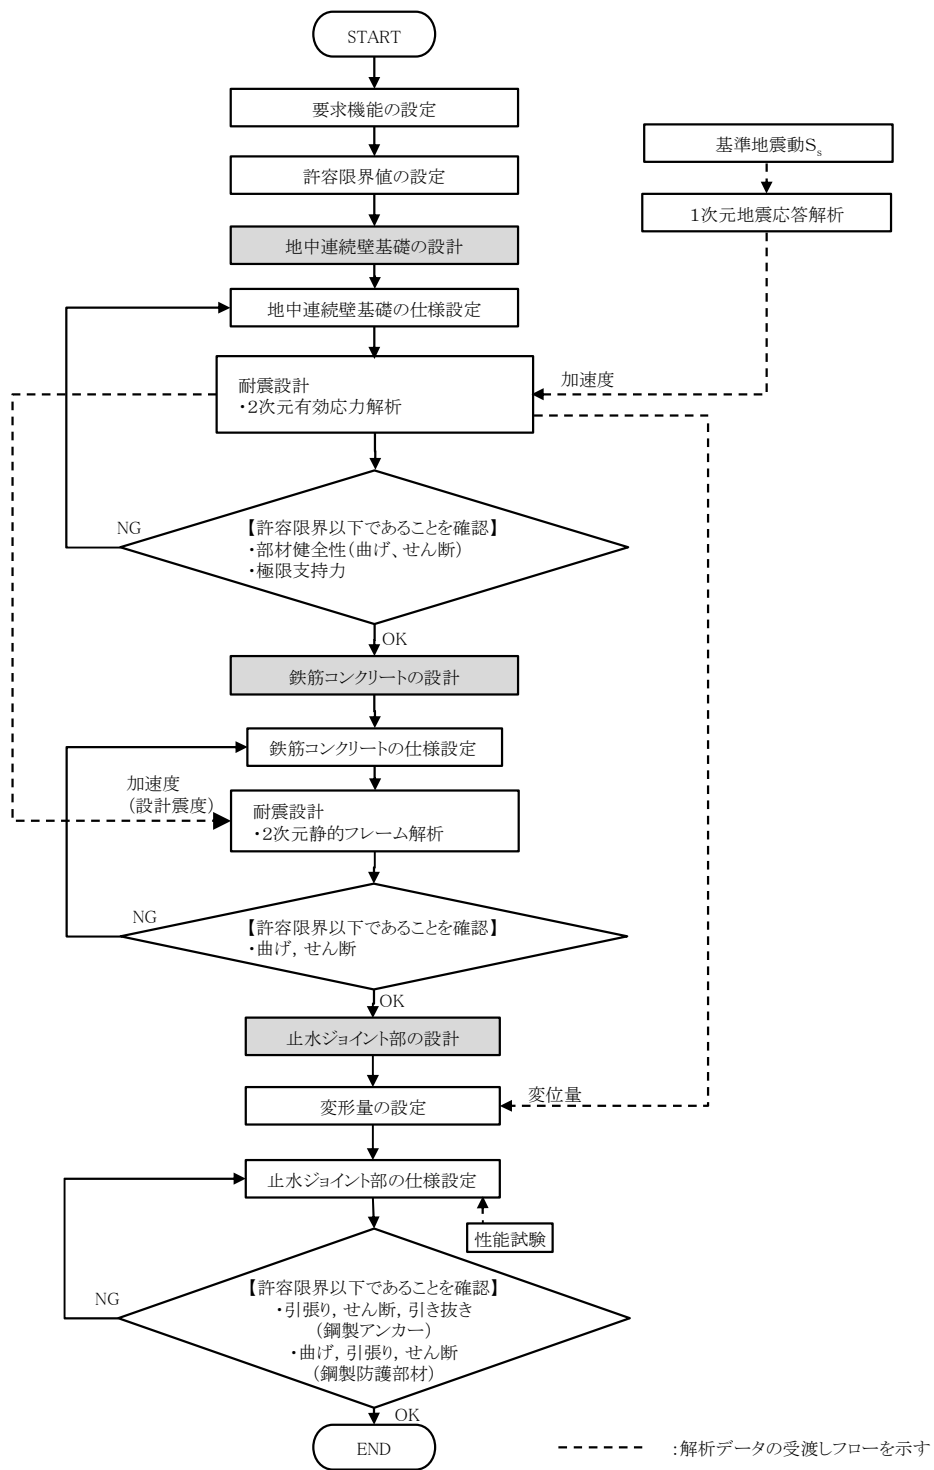 START
要求機能の設定
許容限界値の設定
基準地震動Ss
1次元地震応答解析
地中連続壁基礎の設計
地中連続壁基礎の仕様設定
耐震設計
・2次元有効応力解析
加速度
【許容限界以下であることを確認】
・部材健全性(曲げ、せん断)
・極限支持力
NG
OK
鉄筋コンクリートの設計
鉄筋コンクリートの仕様設定
加速度
(設計震度)
耐震設計
・2次元静的フレーム解析
NG
【許容限界以下であることを確認】
・曲げ, せん断
OK
止水ジョイント部の設計
変形量の設定
変位量
止水ジョイント部の仕様設定
性能試験
NG
【許容限界以下であることを確認】
・引張り, せん断, 引き抜き
(鋼製アンカー)
・曲げ, 引張り, せん断
(鋼製防護部材)
OK
END
:解析データの受渡しフローを示す